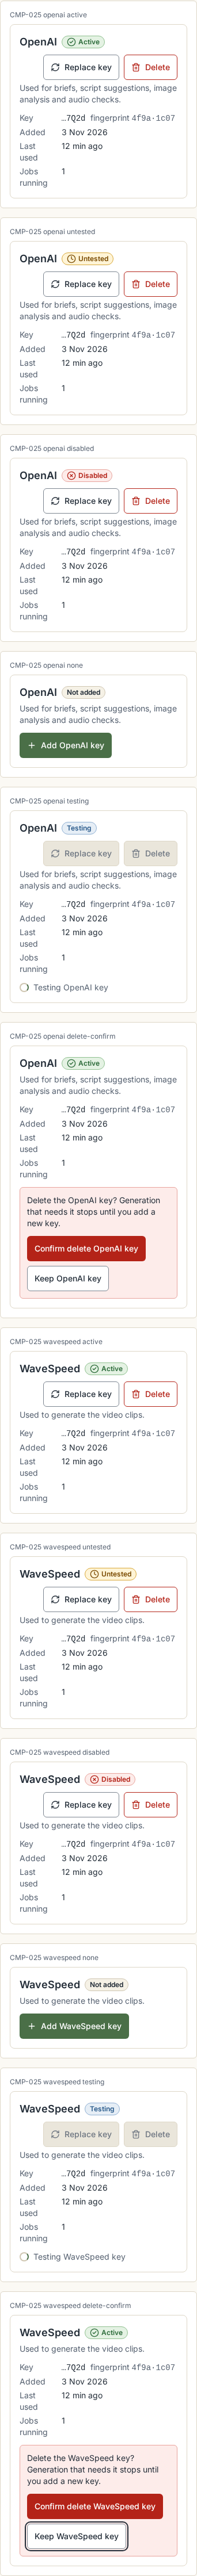 CMP-025 openai active
OpenAI Active
Replace key Delete
Used for briefs, script suggestions, image
analysis and audio checks.
Key …7Q2d fingerprint 4f9a·1c07
Added 3 Nov 2026
Last 12 min ago
used
Jobs 1
running
CMP-025 openai untested
OpenAI Untested
Replace key Delete
Used for briefs, script suggestions, image
analysis and audio checks.
Key …7Q2d fingerprint 4f9a·1c07
Added 3 Nov 2026
Last 12 min ago
used
Jobs 1
running
CMP-025 openai disabled
OpenAI Disabled
Replace key Delete
Used for briefs, script suggestions, image
analysis and audio checks.
Key …7Q2d fingerprint 4f9a·1c07
Added 3 Nov 2026
Last 12 min ago
used
Jobs 1
running
CMP-025 openai none
OpenAI Not added
Used for briefs, script suggestions, image
analysis and audio checks.
Add OpenAI key
CMP-025 openai testing
OpenAI Testing
Replace key Delete
Used for briefs, script suggestions, image
analysis and audio checks.
Key …7Q2d fingerprint 4f9a·1c07
Added 3 Nov 2026
Last 12 min ago
used
Jobs 1
running
Testing OpenAI key
CMP-025 openai delete-confirm
OpenAI Active
Used for briefs, script suggestions, image
analysis and audio checks.
Key …7Q2d fingerprint 4f9a·1c07
Added 3 Nov 2026
Last 12 min ago
used
Jobs 1
running
Delete the OpenAI key? Generation
that needs it stops until you add a
new key.
Confirm delete OpenAI key
Keep OpenAI key
CMP-025 wavespeed active
WaveSpeed Active
Replace key Delete
Used to generate the video clips.
Key …7Q2d fingerprint 4f9a·1c07
Added 3 Nov 2026
Last 12 min ago
used
Jobs 1
running
CMP-025 wavespeed untested
WaveSpeed Untested
Replace key Delete
Used to generate the video clips.
Key …7Q2d fingerprint 4f9a·1c07
Added 3 Nov 2026
Last 12 min ago
used
Jobs 1
running
CMP-025 wavespeed disabled
WaveSpeed Disabled
Replace key Delete
Used to generate the video clips.
Key …7Q2d fingerprint 4f9a·1c07
Added 3 Nov 2026
Last 12 min ago
used
Jobs 1
running
CMP-025 wavespeed none
WaveSpeed Not added
Used to generate the video clips.
Add WaveSpeed key
CMP-025 wavespeed testing
WaveSpeed Testing
Replace key Delete
Used to generate the video clips.
Key …7Q2d fingerprint 4f9a·1c07
Added 3 Nov 2026
Last 12 min ago
used
Jobs 1
running
Testing WaveSpeed key
CMP-025 wavespeed delete-confirm
WaveSpeed Active
Used to generate the video clips.
Key …7Q2d fingerprint 4f9a·1c07
Added 3 Nov 2026
Last 12 min ago
used
Jobs 1
running
Delete the WaveSpeed key?
Generation that needs it stops until
you add a new key.
Confirm delete WaveSpeed key
Keep WaveSpeed key